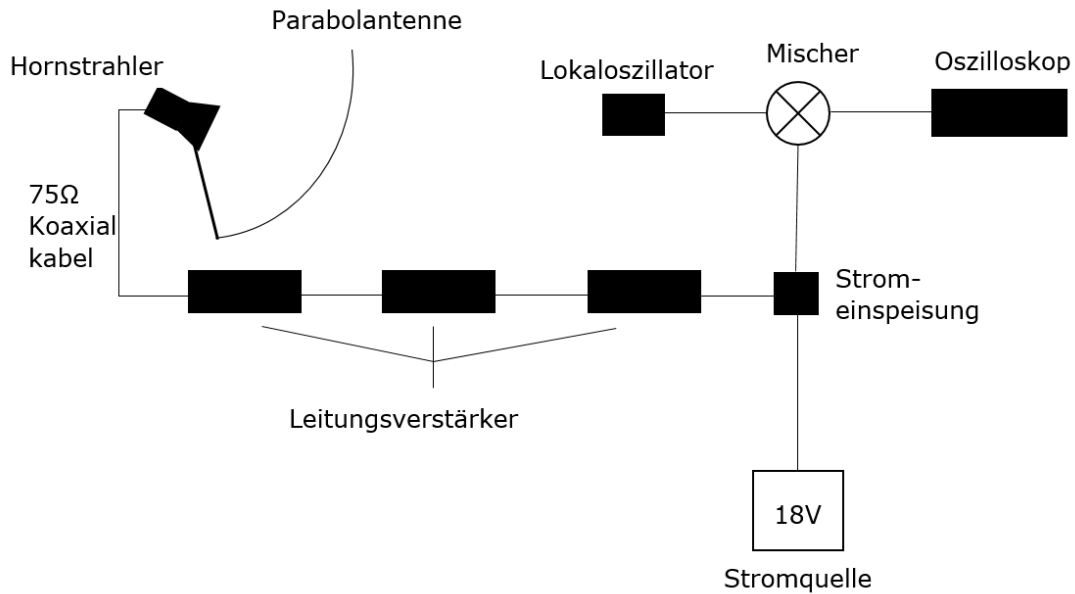 Parabolantenne
Hornstrahler
Lokaloszillator
Mischer
Oszilloskop
75Ω
Koaxial
kabel
Strom-
einspeisung
Leitungsverstärker
18V
Stromquelle